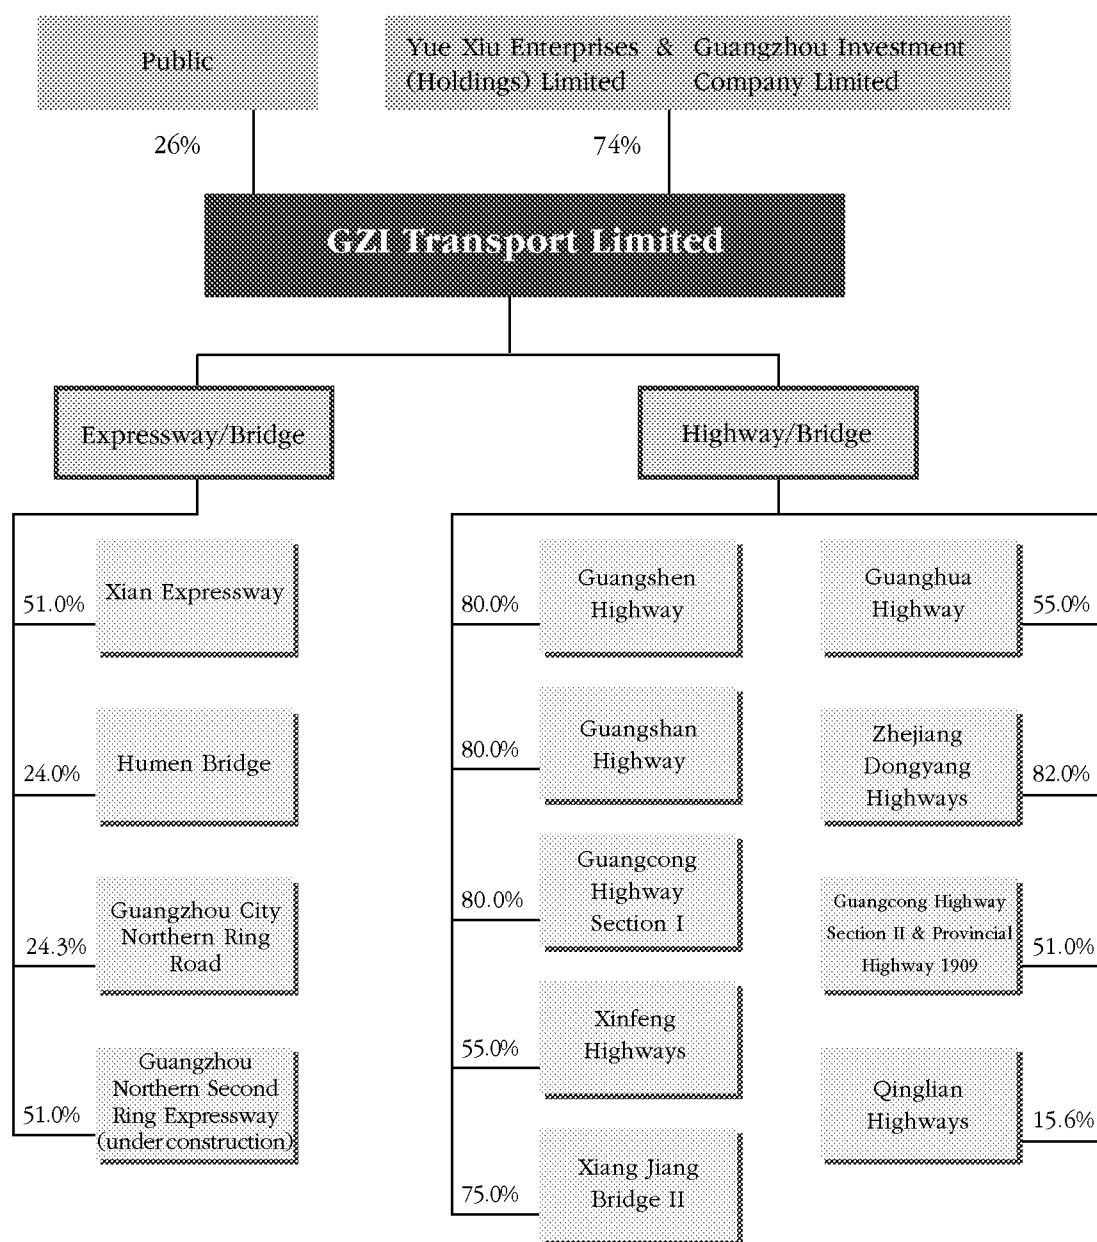 Public
Yue Xiu Enterprises & Guangzhou Investment
(Holdings) Limited Company Limited
26%
74%
GZI Transport Limited
Expressway/Bridge
Highway/Bridge
51.0%
Xian Expressway
24.0%
Humen Bridge
24.3%
Guangzhou City
Northern Ring
Road
51.0%
Guangzhou
Northern Second
Ring Expressway
(under construction)
80.0%
Guangshen
Highway
80.0%
Guangshan
Highway
80.0%
Guangcong
Highway
Section I
55.0%
Xinfeng
Highways
75.0%
Xiang Jiang
Bridge II
Guanghua
Highway
55.0%
Zhejiang
Dongyang
Highways
82.0%
Guangcong Highway
Section II & Provincial
Highway 1909
51.0%
Qinglian
Highways
15.6%